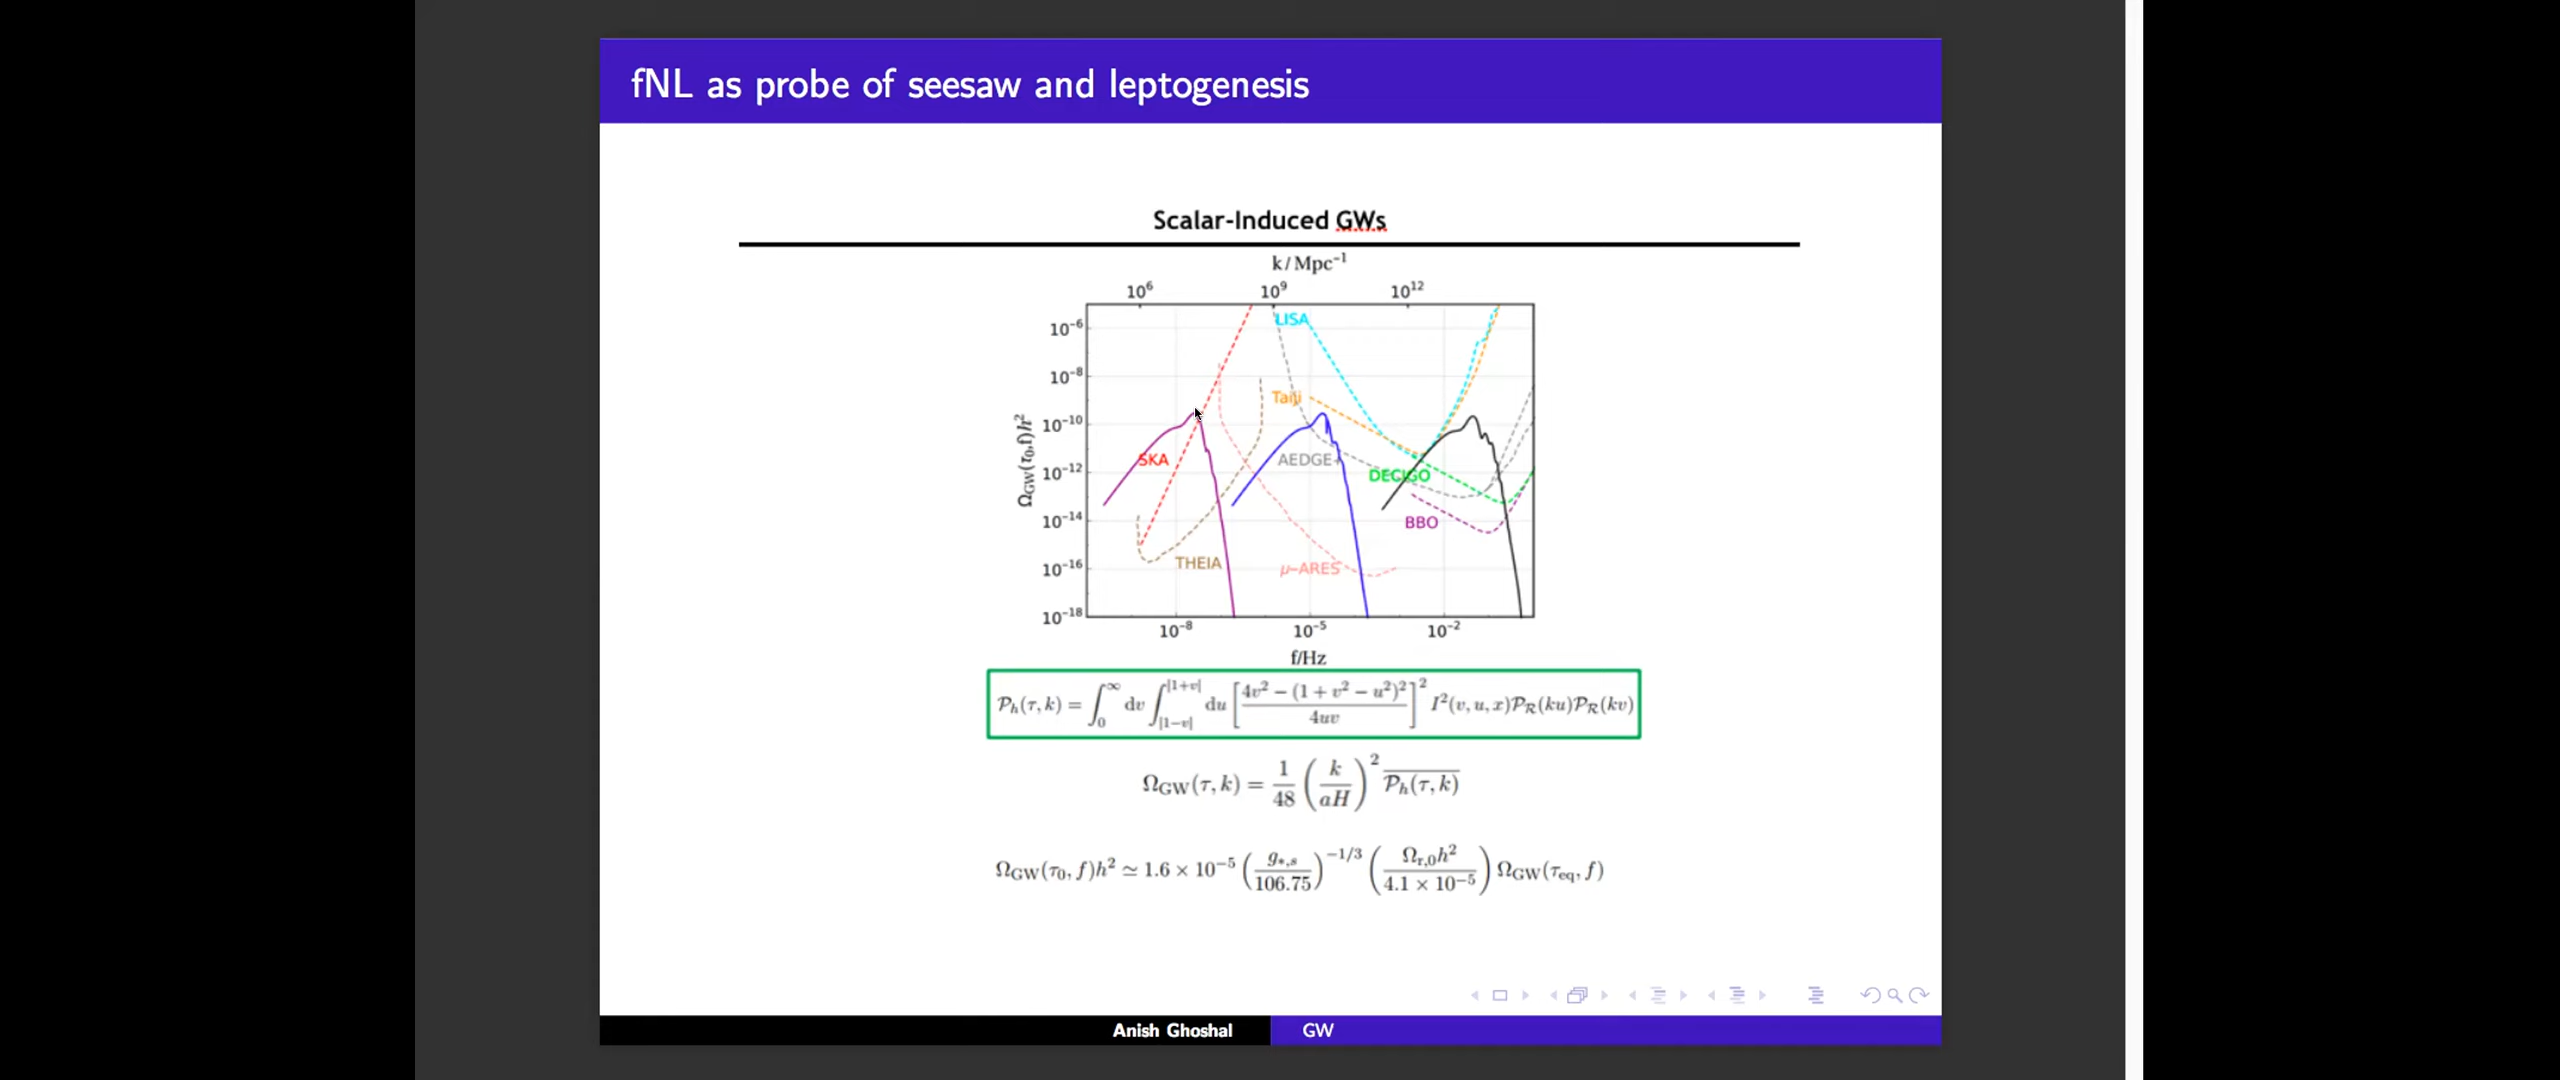 fNL as probe of seesaw and leptogenesis
Scalar-Induced GWs
k/Mpc⁻¹
10⁶ 10⁹ 10¹²
10⁻⁶
10⁻⁸
10⁻¹⁰
10⁻¹²
10⁻¹⁴
10⁻¹⁶
10⁻¹⁸
Ω_GW(τ₀,f)h²
LISA
Taiji
SKA
AEDGE+
DECIGO
BBO
THEIA
μ-ARES
10⁻⁸ 10⁻⁵ 10⁻²
f/Hz
𝒫_h(τ, k) = ∫₀^∞ dv ∫_{|1−v|}^{|1+v|} du [ (4v² − (1 + v² − u²)²) / 4uv ]² I²(v, u, x)𝒫_ℛ(ku)𝒫_ℛ(kv)
Ω_GW(τ, k) = 1/48 (k/aH)² \overline{𝒫_h(τ, k)}
Ω_GW(τ₀, f)h² ≃ 1.6 × 10⁻⁵ (g_{*,s}/106.75)^{−1/3} (Ω_{r,0}h²/4.1 × 10⁻⁵) Ω_GW(τ_eq, f)
Anish Ghoshal GW